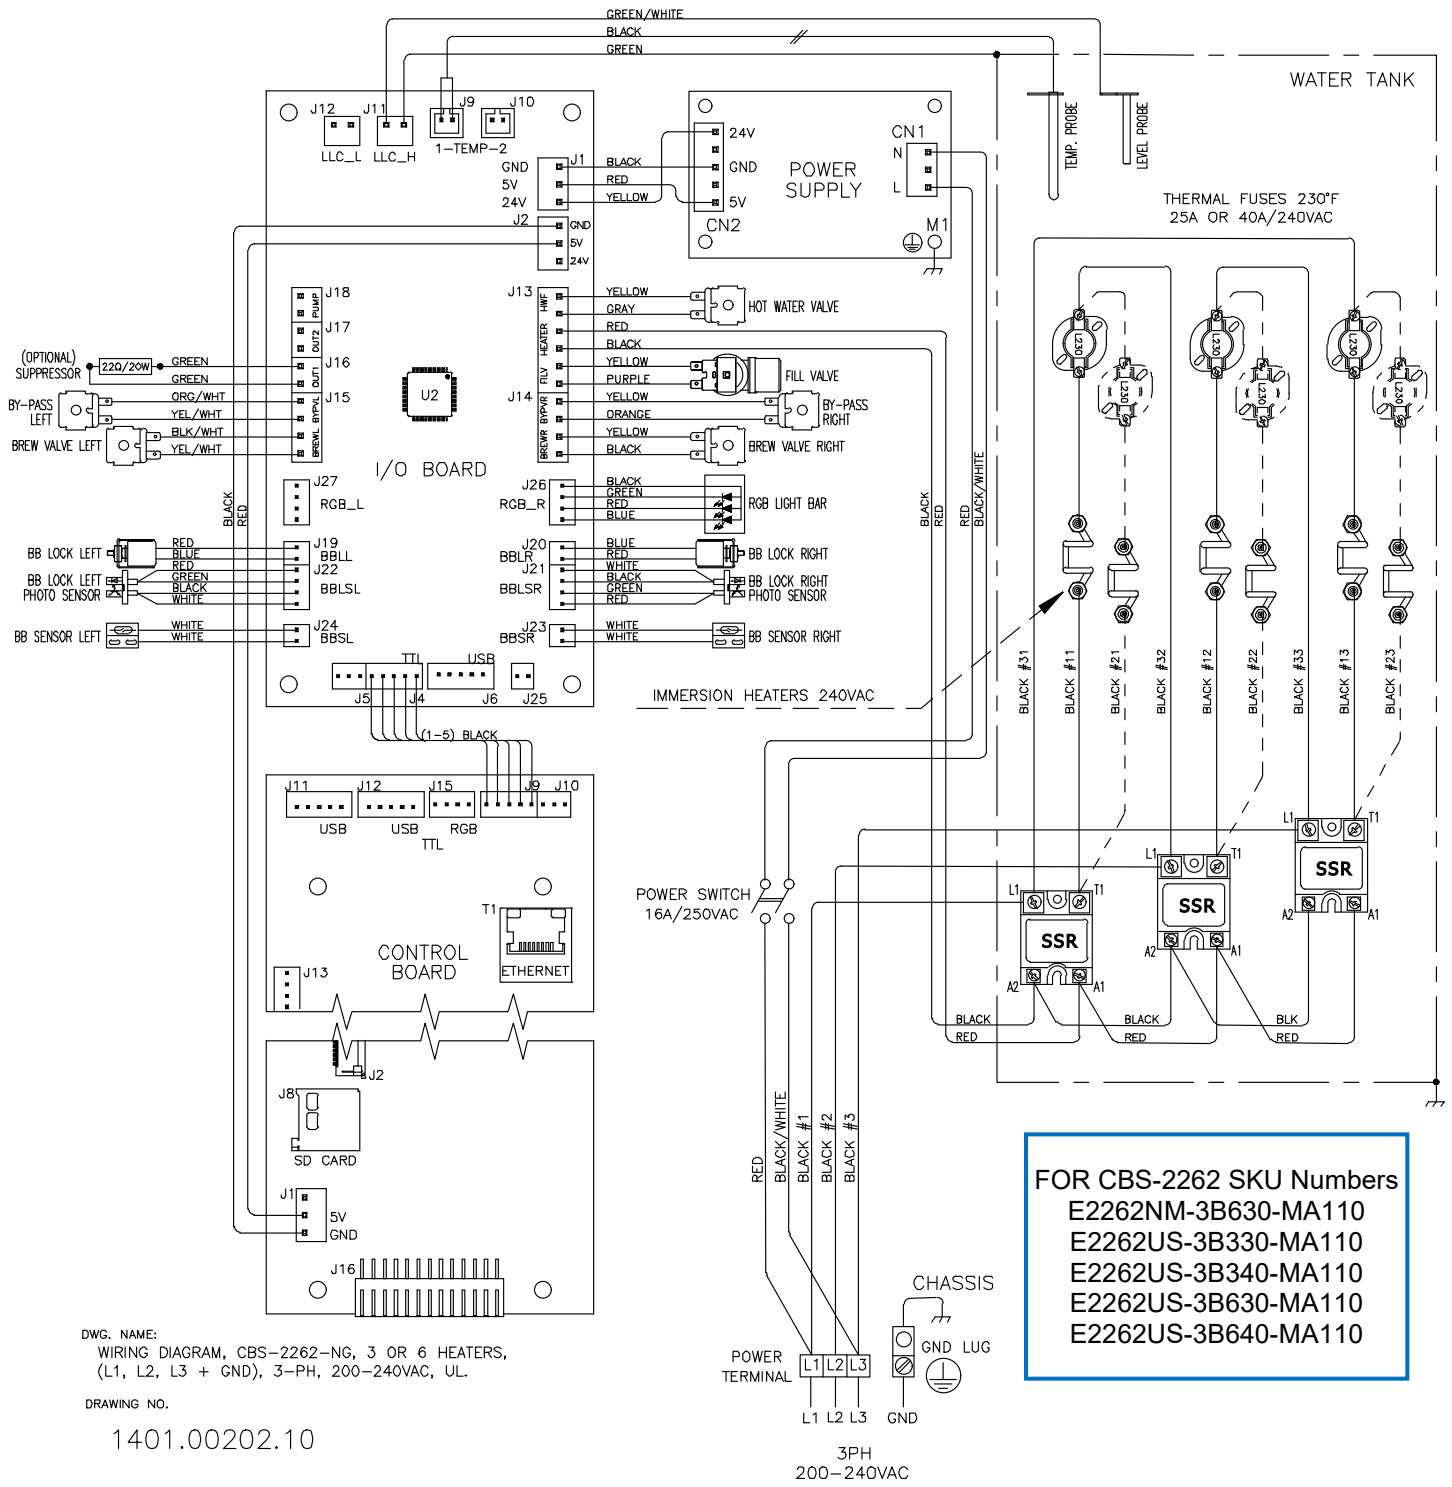 GREEN/WHITE
BLACK
GREEN
WATER TANK
J12
J11
J9
J10
LLC_L
LLC_H
1-TEMP-2
TEMP. PROBE
LEVEL PROBE
J1
GND
5V
24V
BLACK
RED
YELLOW
24V
GND
5V
CN2
POWER
SUPPLY
CN1
N
L
M1
J2
GND
5V
24V
THERMAL FUSES 230°F
25A OR 40A/240VAC
J18
PUMP
J17
OUT2
J16
OUT1
J15
BYPVL
BREWL
J13
HWF
HEATER
FILV
J14
BYPVR
BREWR
YELLOW
GRAY
HOT WATER VALVE
RED
BLACK
YELLOW
PURPLE
FILL VALVE
YELLOW
ORANGE
BY-PASS
RIGHT
YELLOW
BLACK
BREW VALVE RIGHT
(OPTIONAL)
SUPPRESSOR
22Ω/20W
GREEN
GREEN
BY-PASS
LEFT
ORG/WHT
YEL/WHT
BREW VALVE LEFT
BLK/WHT
YEL/WHT
U2
I/O BOARD
L230
L230
L230
L230
L230
L230
J27
RGB_L
J26
RGB_R
BLACK
GREEN
RED
BLUE
RGB LIGHT BAR
BLACK
RED
BLACK
RED
RED
BLACK/WHITE
BB LOCK LEFT
RED
BLUE
J19
BBLL
BB LOCK LEFT
PHOTO SENSOR
RED
GREEN
BLACK
WHITE
J22
BBLSL
J20
BBLR
BLUE
RED
BB LOCK RIGHT
J21
BBLSR
WHITE
BLACK
GREEN
RED
BB LOCK RIGHT
PHOTO SENSOR
BB SENSOR LEFT
WHITE
WHITE
J24
BBSL
J23
BBSR
WHITE
WHITE
BB SENSOR RIGHT
TTL
USB
J5
J4
J6
J25
IMMERSION HEATERS 240VAC
BLACK #31
BLACK #11
BLACK #21
BLACK #32
BLACK #12
BLACK #22
BLACK #33
BLACK #13
BLACK #23
(1-5) BLACK
J11
J12
J15
J9
J10
USB
USB
RGB
TTL
T1
ETHERNET
CONTROL
BOARD
J13
POWER SWITCH
16A/250VAC
L1
T1
SSR
A2
A1
L1
T1
SSR
A2
A1
L1
T1
SSR
A2
A1
BLACK
RED
BLACK
RED
BLK
RED
J2
J8
SD CARD
J1
5V
GND
J16
RED
BLACK/WHITE
BLACK #1
BLACK #2
BLACK #3
FOR CBS-2262 SKU Numbers
E2262NM-3B630-MA110
E2262US-3B330-MA110
E2262US-3B340-MA110
E2262US-3B630-MA110
E2262US-3B640-MA110
CHASSIS
GND LUG
POWER
TERMINAL
L1 L2 L3
L1 L2 L3
GND
3PH
200-240VAC
DWG. NAME:
WIRING DIAGRAM, CBS-2262-NG, 3 OR 6 HEATERS,
(L1, L2, L3 + GND), 3-PH, 200-240VAC, UL.
DRAWING NO.
1401.00202.10